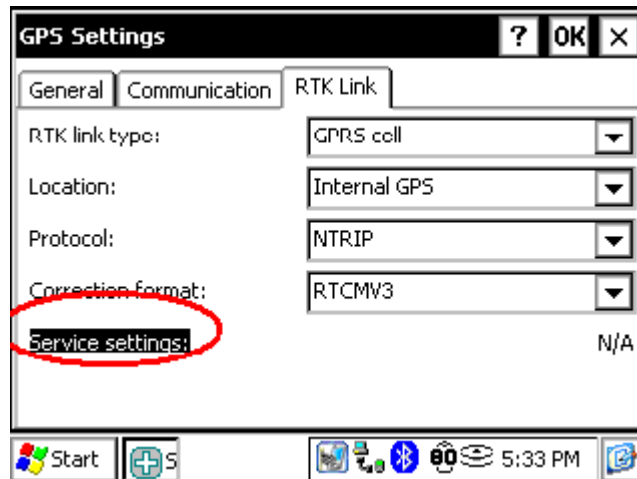 GPS Settings ? OK ×
General Communication RTK Link
RTK link type: GPRS cell
Location: Internal GPS
Protocol: NTRIP
Correction format: RTCMV3
Service settings: N/A
Start S 5:33 PM